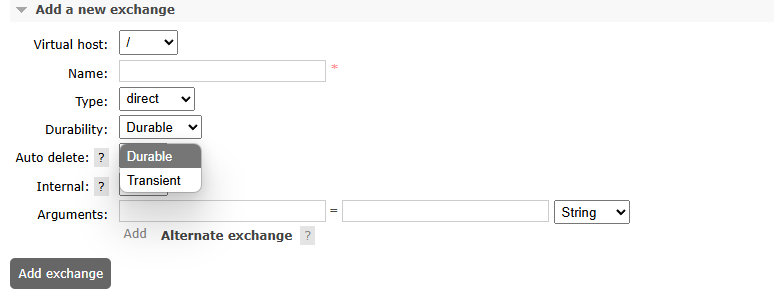 Add a new exchange
Virtual host: /
Name: *
Type: direct
Durability: Durable
Auto delete: ? Durable
Transient
Internal: ?
Arguments: = String
Add Alternate exchange ?
Add exchange